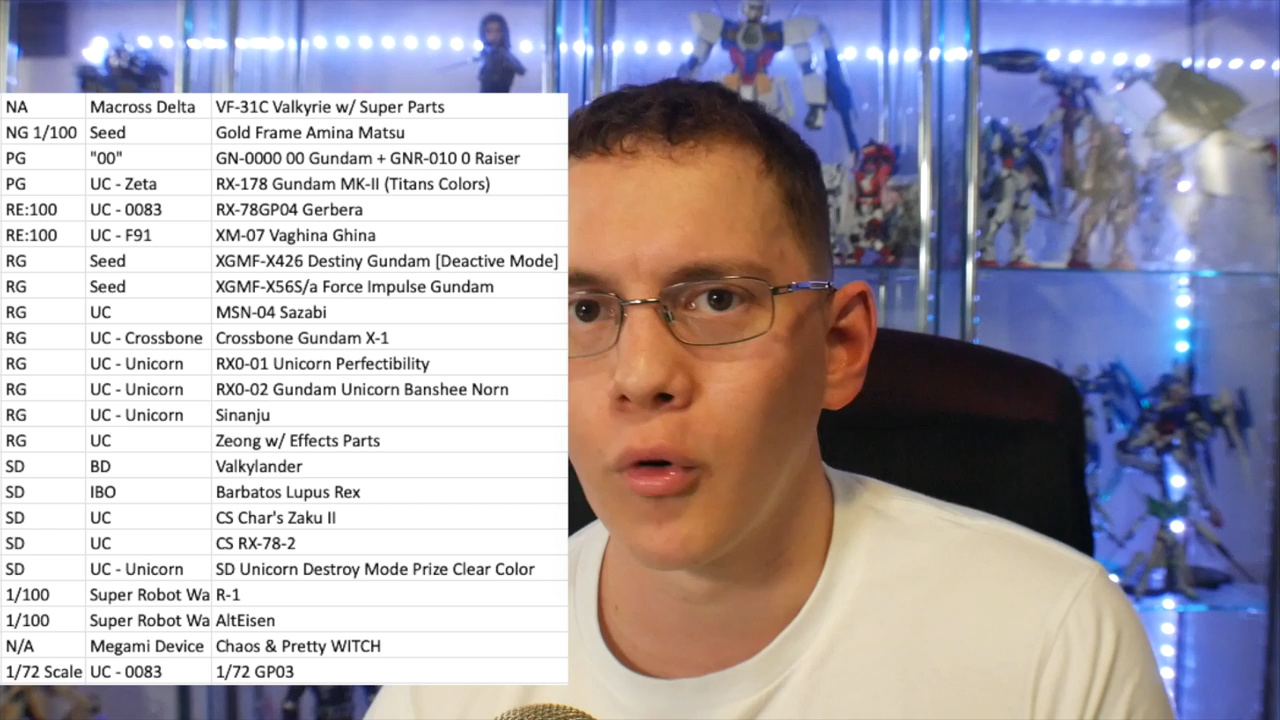 NA Macross Delta VF-31C Valkyrie w/ Super Parts
NG 1/100 Seed Gold Frame Amina Matsu
PG "00" GN-0000 00 Gundam + GNR-010 0 Raiser
PG UC - Zeta RX-178 Gundam MK-II (Titans Colors)
RE:100 UC - 0083 RX-78GP04 Gerbera
RE:100 UC - F91 XM-07 Vaghina Ghina
RG Seed XGMF-X426 Destiny Gundam [Deactive Mode]
RG Seed XGMF-X56S/a Force Impulse Gundam
RG UC MSN-04 Sazabi
RG UC - Crossbone Crossbone Gundam X-1
RG UC - Unicorn RX0-01 Unicorn Perfectibility
RG UC - Unicorn RX0-02 Gundam Unicorn Banshee Norn
RG UC - Unicorn Sinanju
RG UC Zeong w/ Effects Parts
SD BD Valkylander
SD IBO Barbatos Lupus Rex
SD UC CS Char's Zaku II
SD UC CS RX-78-2
SD UC - Unicorn SD Unicorn Destroy Mode Prize Clear Color
1/100 Super Robot Wa R-1
1/100 Super Robot Wa AltEisen
N/A Megami Device Chaos & Pretty WITCH
1/72 Scale UC - 0083 1/72 GP03